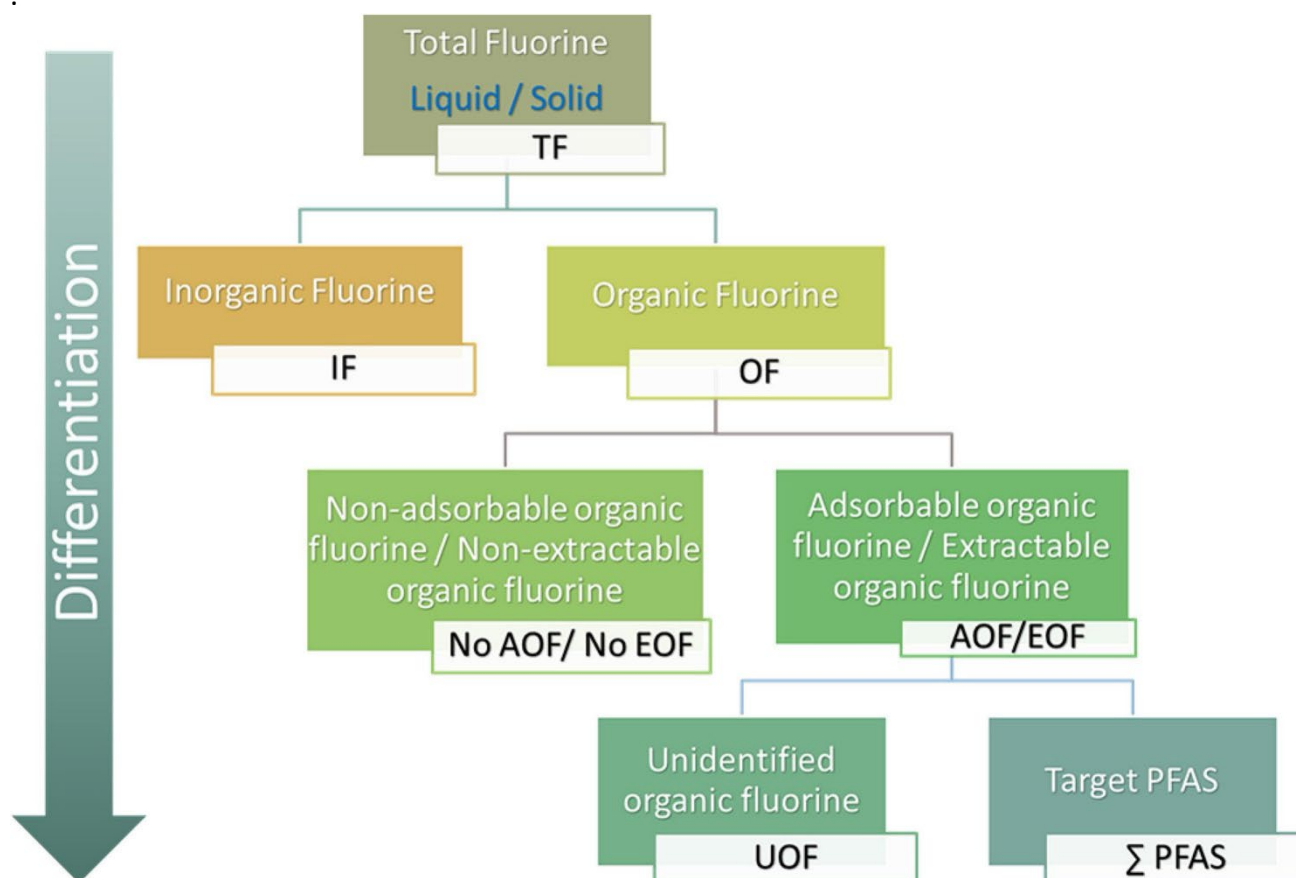 Total Fluorine
Liquid / Solid
TF
Differentiation
Inorganic Fluorine
IF
Organic Fluorine
OF
Non-adsorbable organic
fluorine / Non-extractable
organic fluorine
No AOF/ No EOF
Adsorbable organic
fluorine / Extractable
organic fluorine
AOF/EOF
Unidentified
organic fluorine
UOF
Target PFAS
∑ PFAS